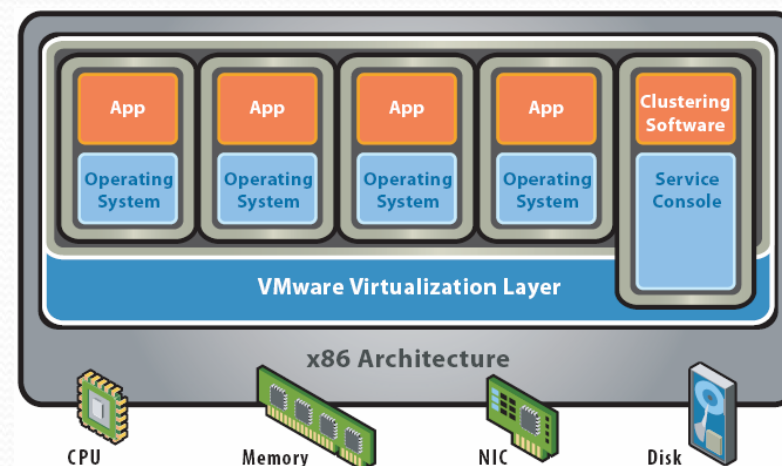 App
App
App
App
Clustering
Software
Operating
System
Operating
System
Operating
System
Operating
System
Service
Console
VMware Virtualization Layer
x86 Architecture
CPU
Memory
NIC
Disk